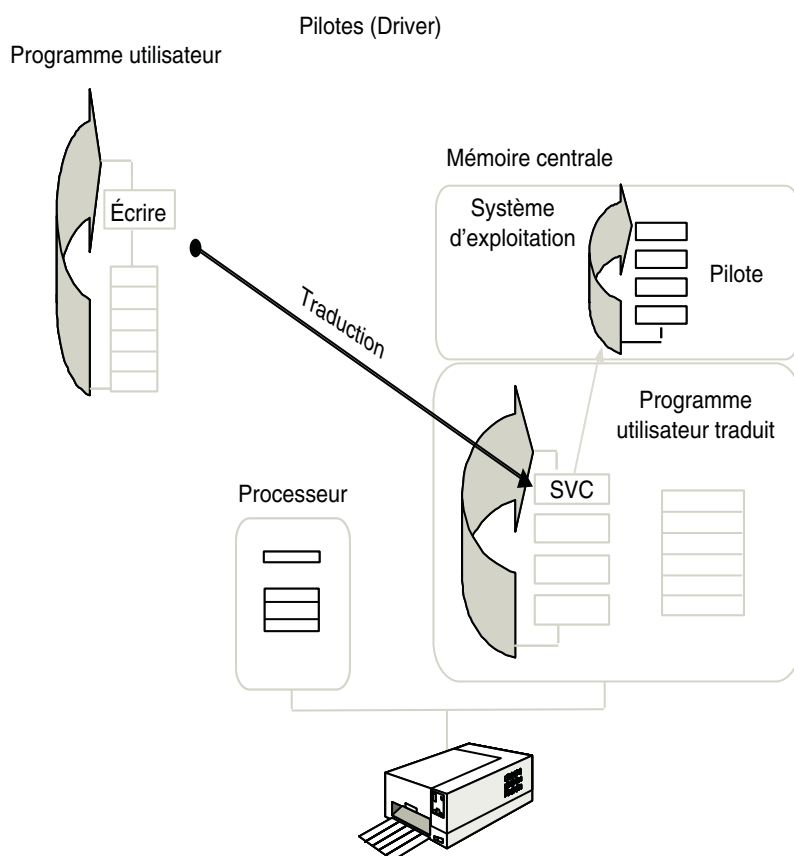 Pilotes (Driver)
Programme utilisateur
Écrire
Traduction
Mémoire centrale
Système
d'exploitation
Pilote
Programme
utilisateur traduit
SVC
Processeur